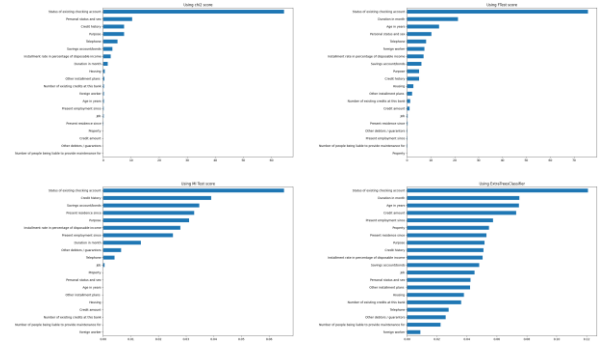 Using chi2 score
Status of existing checking account
Personal status and sex
Credit history
Purpose
Telephone
Savings account/bonds
Installment rate in percentage of disposable income
Duration in month
Housing
Other installment plans
Number of existing credits at this bank
Foreign worker
Age in years
Present employment since
Job
Present residence since
Property
Credit amount
Other debtors / guarantors
Number of people being liable to provide maintenance for
Using FTest score
Status of existing checking account
Duration in month
Age in years
Personal status and sex
Telephone
Foreign worker
Installment rate in percentage of disposable income
Savings account/bonds
Purpose
Credit history
Housing
Other installment plans
Number of existing credits at this bank
Credit amount
Job
Present residence since
Other debtors / guarantors
Present employment since
Number of people being liable to provide maintenance for
Property
Using MI Test score
Status of existing checking account
Credit history
Savings account/bonds
Present residence since
Purpose
Installment rate in percentage of disposable income
Present employment since
Duration in month
Other debtors / guarantors
Telephone
Job
Property
Personal status and sex
Age in years
Other installment plans
Housing
Credit amount
Number of existing credits at this bank
Number of people being liable to provide maintenance for
Foreign worker
Using ExtraTreesClassifier
Status of existing checking account
Duration in month
Age in years
Credit amount
Present employment since
Property
Present residence since
Purpose
Credit history
Installment rate in percentage of disposable income
Savings account/bonds
Job
Personal status and sex
Other installment plans
Housing
Number of existing credits at this bank
Telephone
Other debtors / guarantors
Number of people being liable to provide maintenance for
Foreign worker